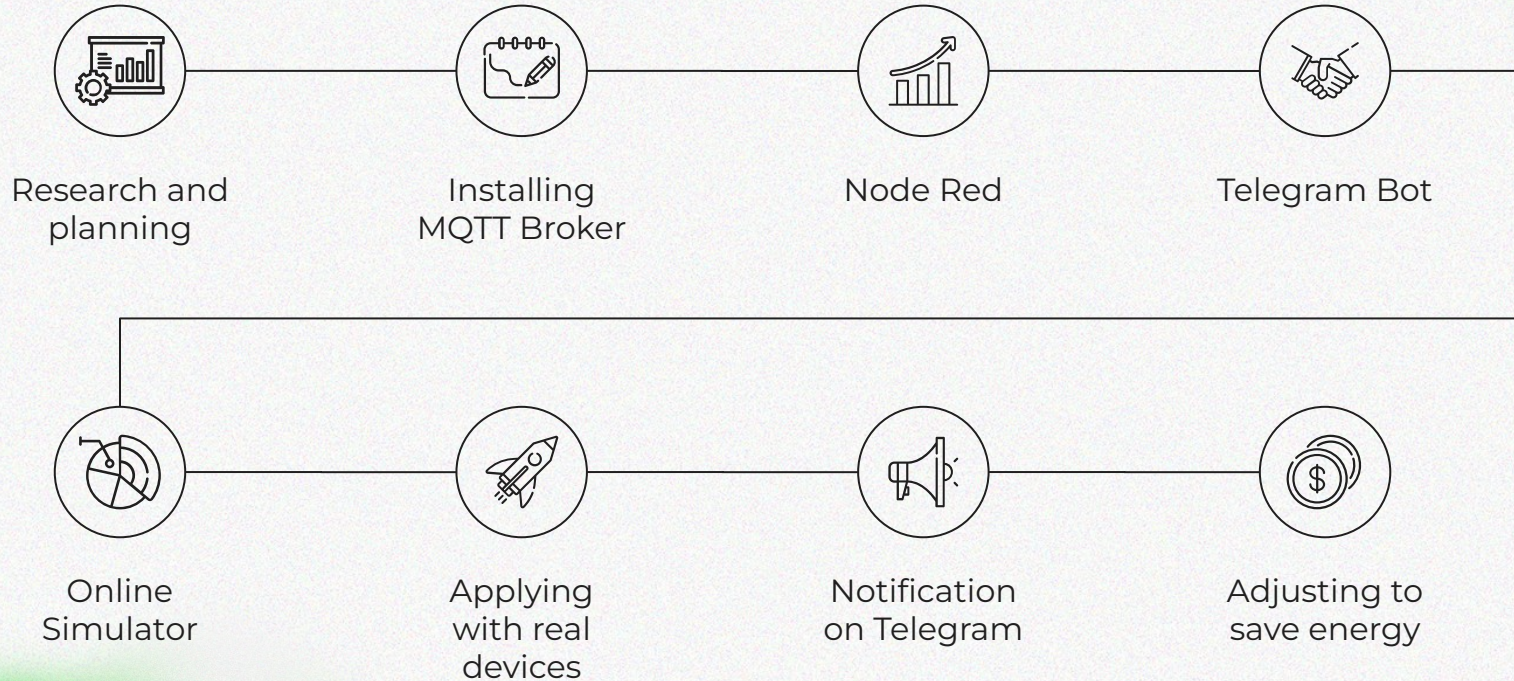 Research and
planning
Installing
MQTT Broker
Node Red
Telegram Bot
Online
Simulator
Applying
with real
devices
Notification
on Telegram
Adjusting to
save energy